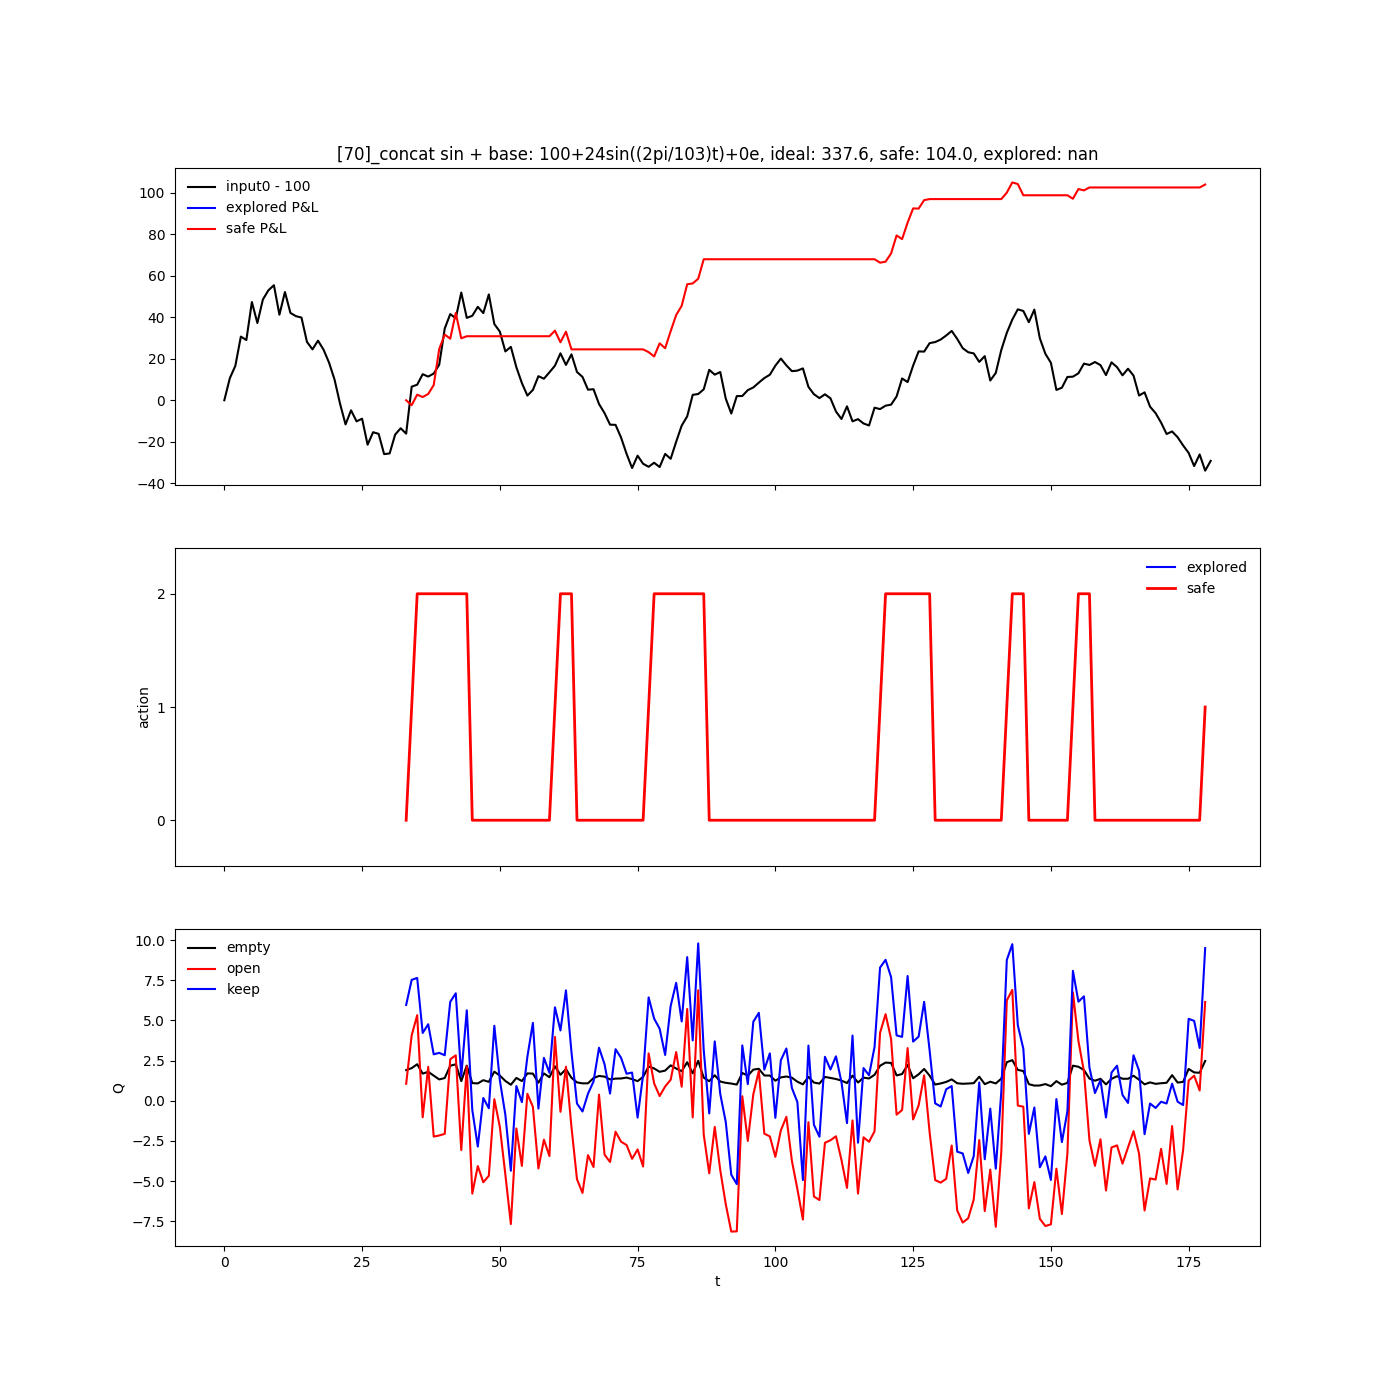 [70]_concat sin + base: 100+24sin((2pi/103)t)+0e, ideal: 337.6, safe: 104.0, explored: nan
input0 - 100
explored P&L
safe P&L
100
80
60
40
20
0
−20
−40
explored
safe
action
2
1
0
empty
open
keep
Q
10.0
7.5
5.0
2.5
0.0
−2.5
−5.0
−7.5
0 25 50 75 100 125 150 175
t